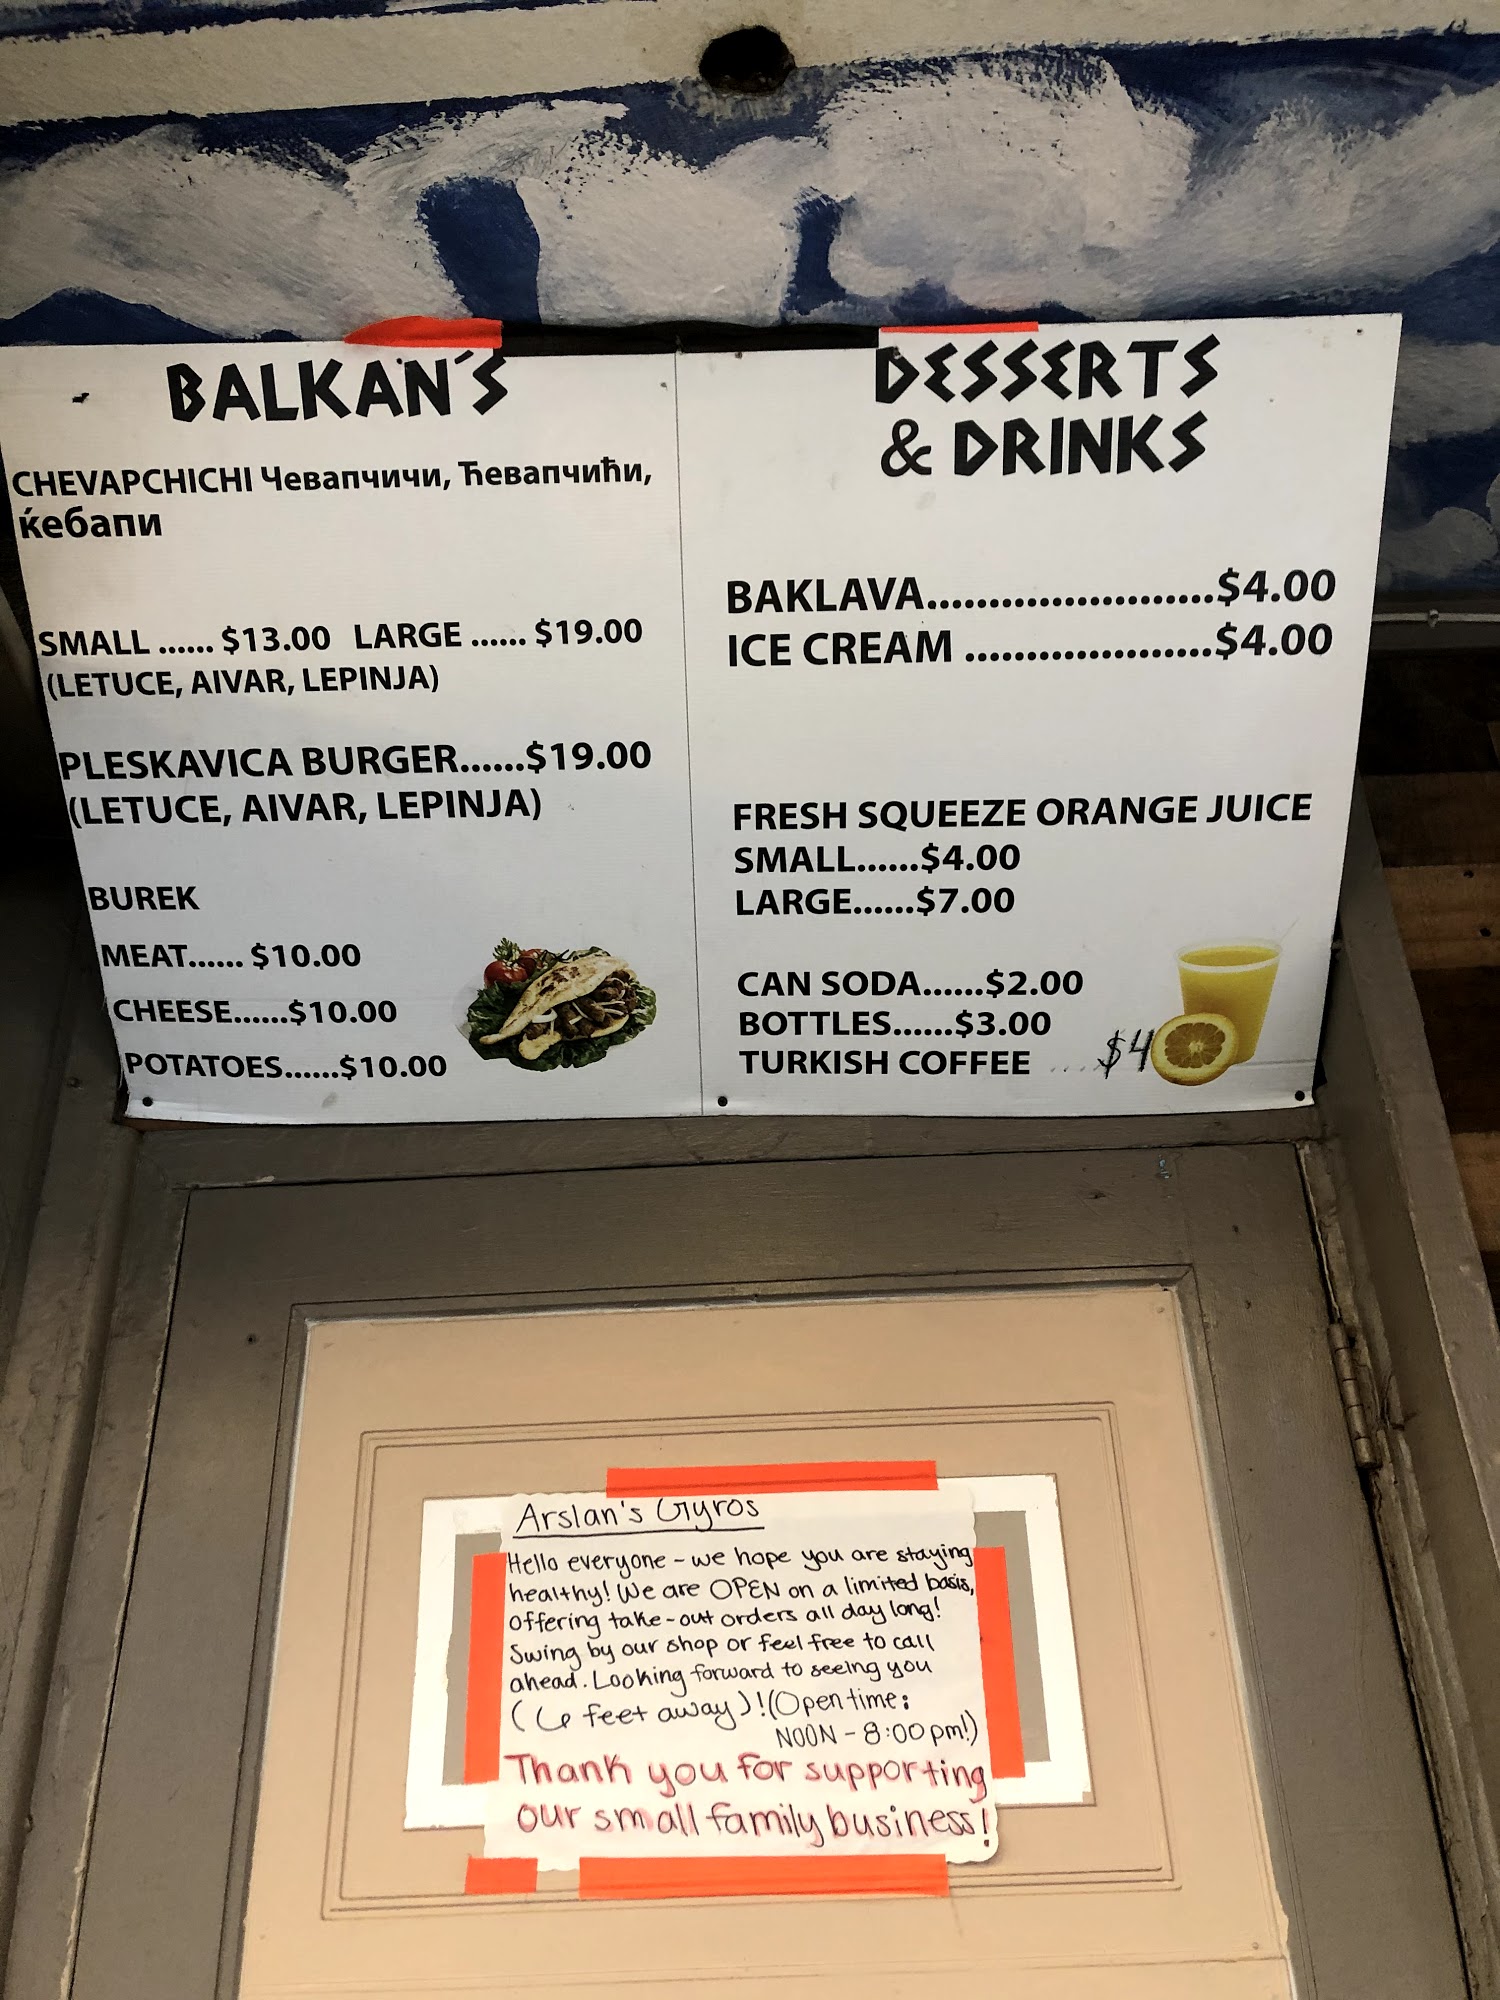 BALKAN´S
CHEVAPCHICHI Чевапчичи, Ћевапчићи,
ќебапи
SMALL ...... $13.00 LARGE ...... $19.00
(LETUCE, AIVAR, LEPINJA)
PLESKAVICA BURGER......$19.00
(LETUCE, AIVAR, LEPINJA)
BUREK
MEAT...... $10.00
CHEESE......$10.00
POTATOES......$10.00
DESSERTS
& DRINKS
BAKLAVA.......................$4.00
ICE CREAM ....................$4.00
FRESH SQUEEZE ORANGE JUICE
SMALL......$4.00
LARGE......$7.00
CAN SODA......$2.00
BOTTLES......$3.00
TURKISH COFFEE .... $4
Arslan's Gyros
Hello everyone - we hope you are staying
healthy! We are OPEN on a limited basis,
offering take-out orders all day long!
Swing by our shop or feel free to call
ahead. Looking forward to seeing you
(6 feet away)! (Open time:
NOON - 8:00 pm!)
Thank you for supporting
our small family business!